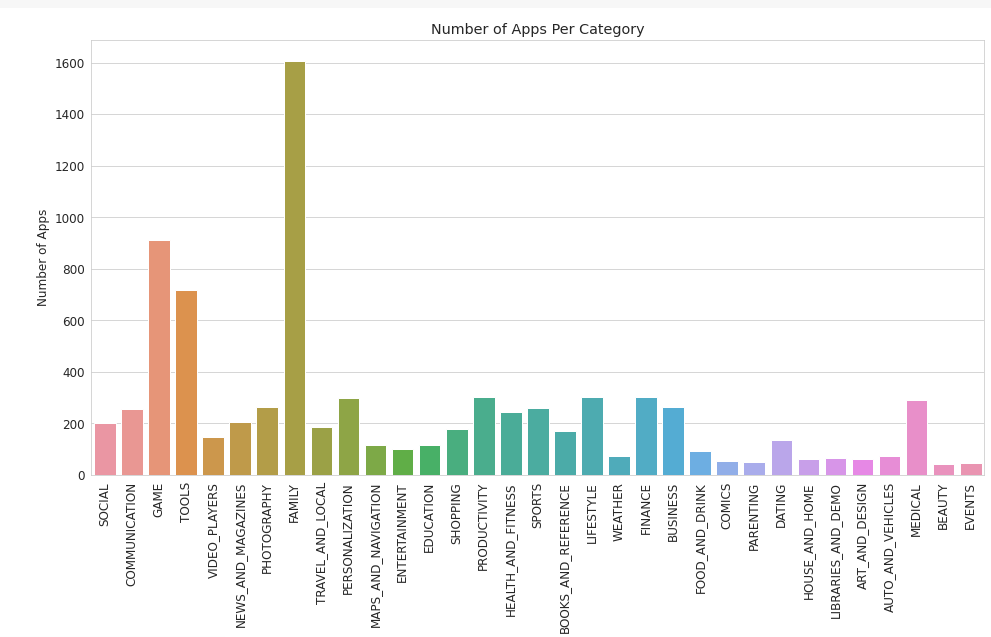 Number of Apps Per Category
Number of Apps
1600
1400
1200
1000
800
600
400
200
0
SOCIAL
COMMUNICATION
GAME
TOOLS
VIDEO_PLAYERS
NEWS_AND_MAGAZINES
PHOTOGRAPHY
FAMILY
TRAVEL_AND_LOCAL
PERSONALIZATION
MAPS_AND_NAVIGATION
ENTERTAINMENT
EDUCATION
SHOPPING
PRODUCTIVITY
HEALTH_AND_FITNESS
SPORTS
BOOKS_AND_REFERENCE
LIFESTYLE
WEATHER
FINANCE
BUSINESS
FOOD_AND_DRINK
COMICS
PARENTING
DATING
HOUSE_AND_HOME
LIBRARIES_AND_DEMO
ART_AND_DESIGN
AUTO_AND_VEHICLES
MEDICAL
BEAUTY
EVENTS